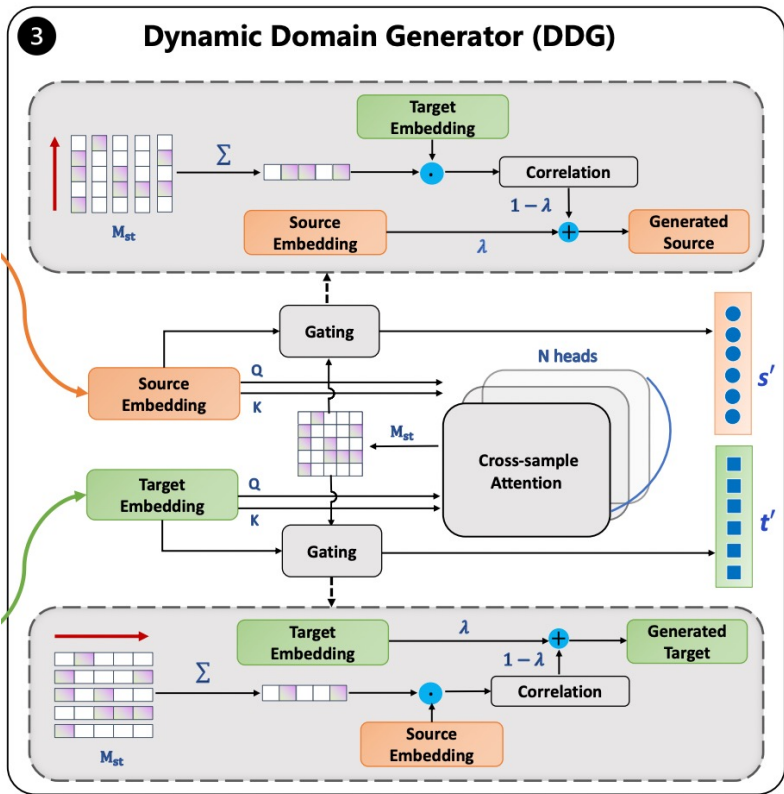 3
Dynamic Domain Generator (DDG)
Target
Embedding
Σ
Correlation
M_st
1 − λ
Source
Embedding
λ
+
Generated
Source
Gating
N heads
Source
Embedding
Q
K
s′
M_st
Cross-sample
Attention
Target
Embedding
Q
K
t′
Gating
Target
Embedding
λ
+
Generated
Target
Σ
1 − λ
Correlation
M_st
Source
Embedding